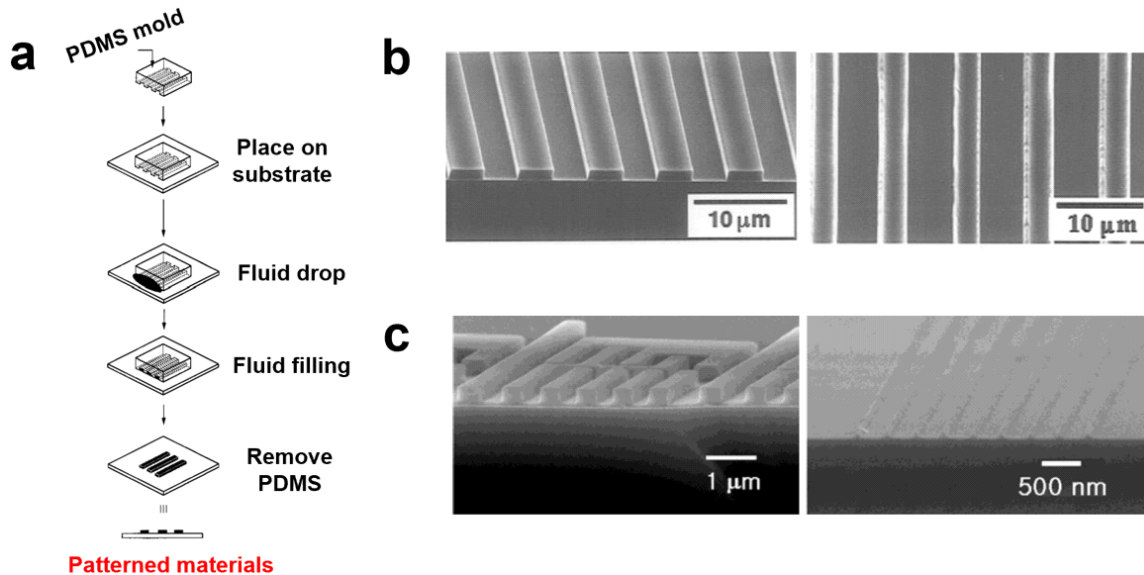 a
PDMS mold
Place on
substrate
Fluid drop
Fluid filling
Remove
PDMS
Patterned materials
b
10 μm
10 μm
c
1 μm
500 nm